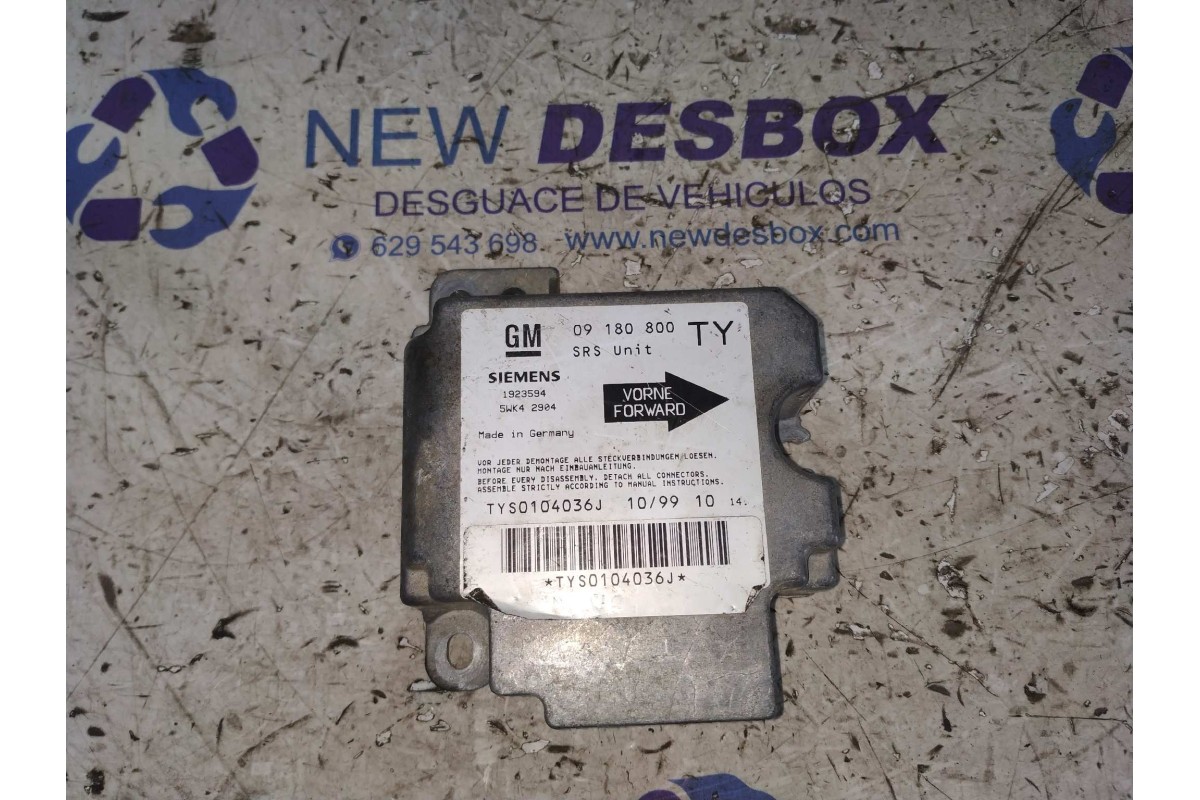 NEW DESBOX
DESGUACE DE VEHICULOS
629 543 698 www.newdesbox.com
GM 09 180 800 TY
SRS Unit
SIEMENS
1923594
5WK4 2904
VORNE
FORWARD
Made in Germany
VOR JEDER DEMONTAGE ALLE STECKVERBINDUNGEN LOESEN.
MONTAGE NUR NACH EINBAUANLEITUNG.
BEFORE EVERY DISASSEMBLY, DETACH ALL CONNECTORS.
ASSEMBLE STRICTLY ACCORDING TO MANUAL INSTRUCTIONS.
TYS0104036J 10/99 10
*TYS0104036J*